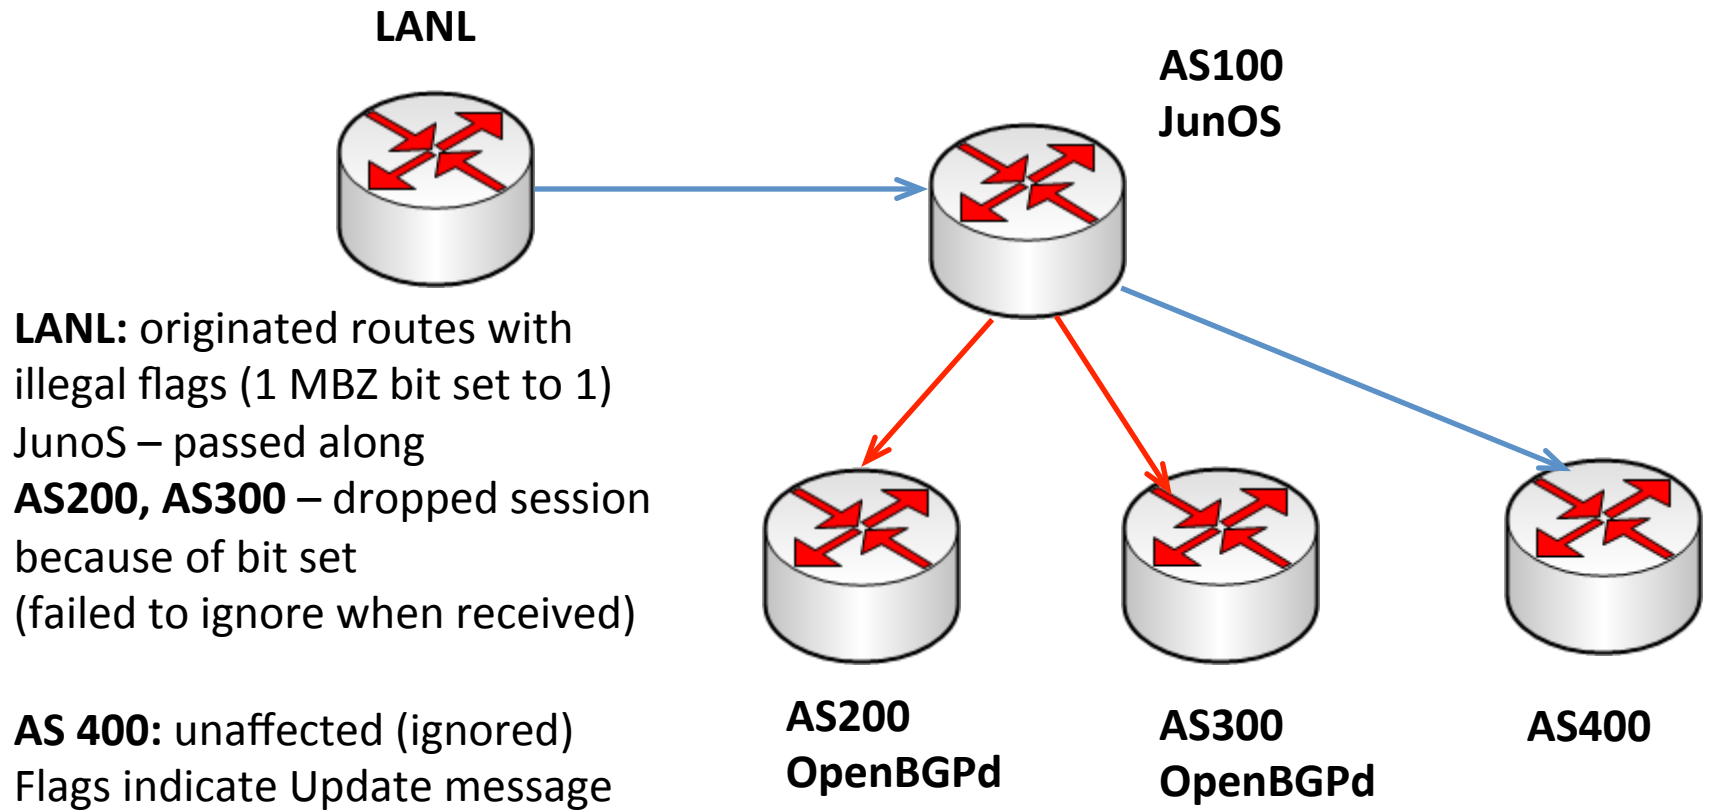 LANL
AS100
JunOS
LANL: originated routes with
illegal flags (1 MBZ bit set to 1)
JunoS – passed along
AS200, AS300 – dropped session
because of bit set
(failed to ignore when received)
AS 400: unaffected (ignored)
Flags indicate Update message
AS200
OpenBGPd
AS300
OpenBGPd
AS400